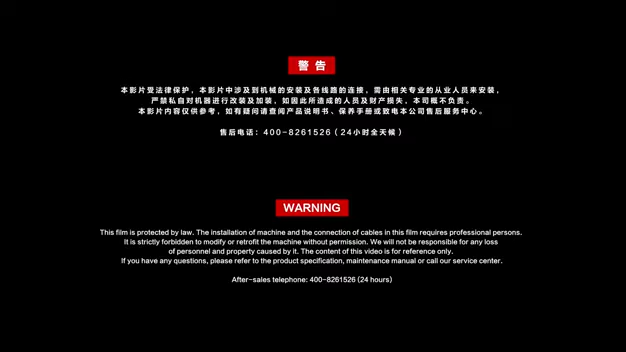 警告
本影片受法律保护，本影片中涉及到机械的安装及各线路的连接，需由相关专业的从业人员来安装，
严禁私自对机器进行改装及加装，如因此所造成的人员及财产损失，本司概不负责。
本影片内容仅供参考，如有疑问请查阅产品说明书、保养手册或致电本公司售后服务中心。
售后电话：400-8261526（24小时全天候）
WARNING
This film is protected by law. The installation of machine and the connection of cables in this film requires professional persons.
It is strictly forbidden to modify or retrofit the machine without permission. We will not be responsible for any loss
of personnel and property caused by it. The content of this video is for reference only.
If you have any questions, please refer to the product specification, maintenance manual or call our service center.
After-sales telephone: 400-8261526 (24 hours)